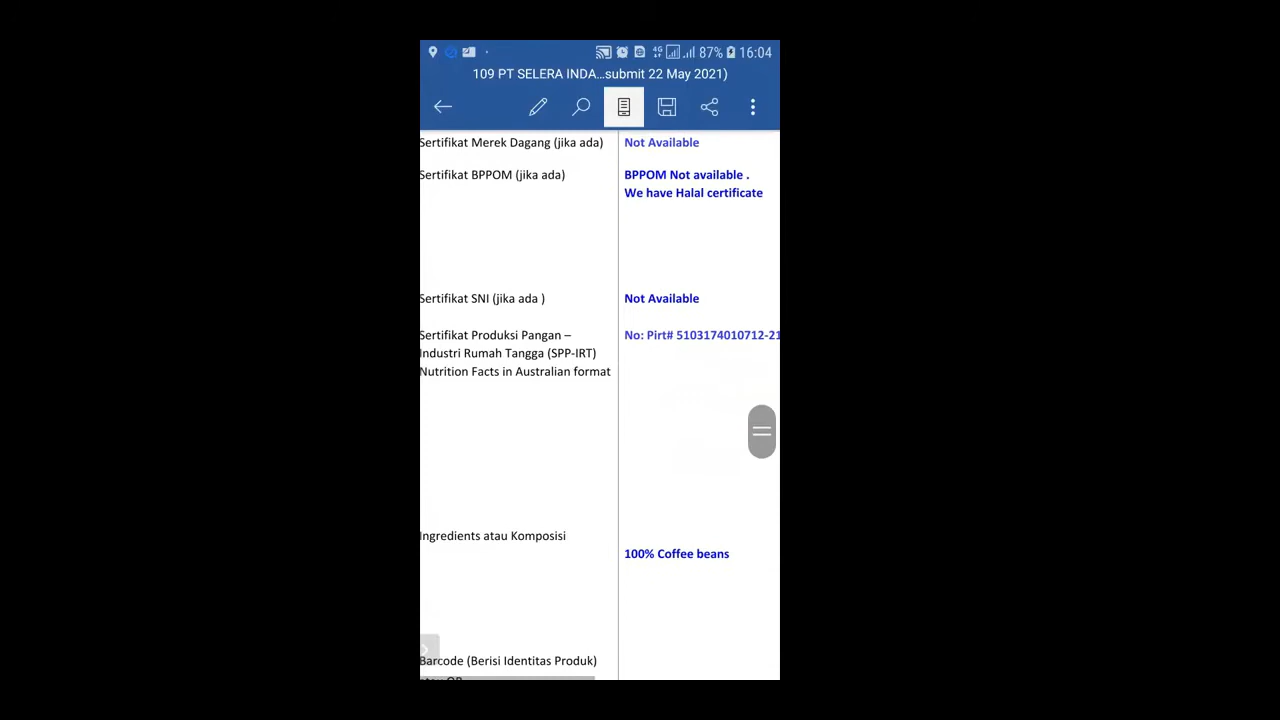 4G 87% 16:04
109 PT SELERA INDA...submit 22 May 2021)
Sertifikat Merek Dagang (jika ada) Not Available
Sertifikat BPPOM (jika ada) BPPOM Not available .
We have Halal certificate
Sertifikat SNI (jika ada ) Not Available
Sertifikat Produksi Pangan – No: Pirt# 5103174010712-21
Industri Rumah Tangga (SPP-IRT)
Nutrition Facts in Australian format
Ingredients atau Komposisi
100% Coffee beans
Barcode (Berisi Identitas Produk)